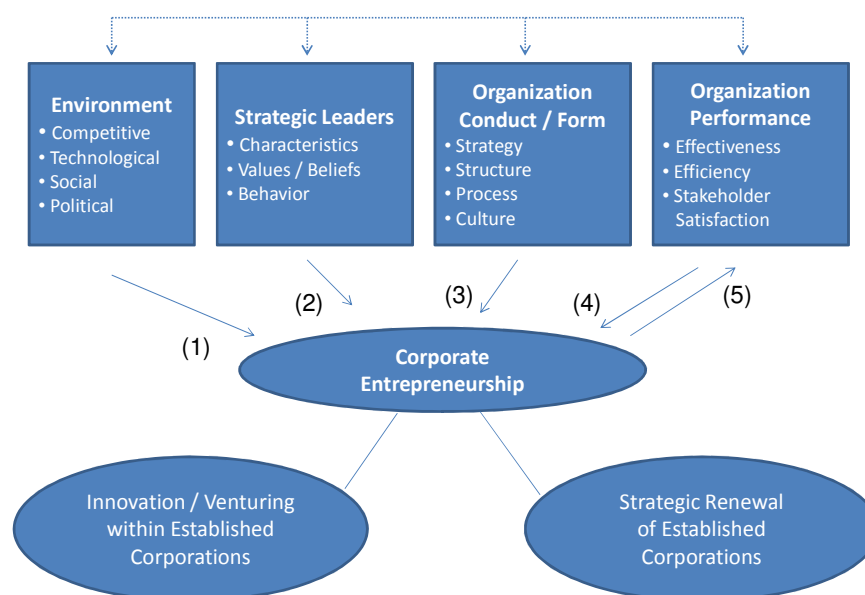 Environment
• Competitive
• Technological
• Social
• Political
Strategic Leaders
• Characteristics
• Values / Beliefs
• Behavior
Organization
Conduct / Form
• Strategy
• Structure
• Process
• Culture
Organization
Performance
• Effectiveness
• Efficiency
• Stakeholder
Satisfaction
(1)
(2)
(3)
(4)
(5)
Corporate
Entrepreneurship
Innovation / Venturing
within Established
Corporations
Strategic Renewal
of Established
Corporations